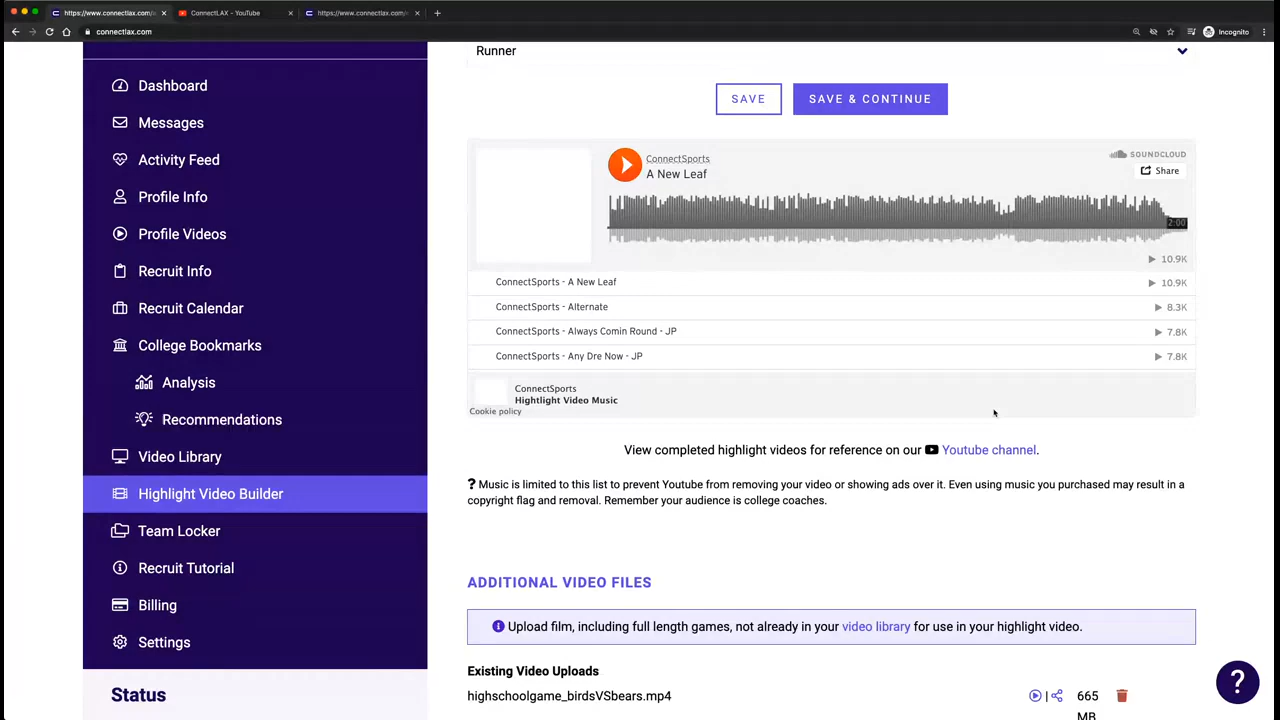 https://www.connectlax.com/
ConnectLAX - YouTube
https://www.connectlax.com/
connectlax.com
Incognito
Runner
Dashboard
Messages
Activity Feed
Profile Info
Profile Videos
Recruit Info
Recruit Calendar
College Bookmarks
Analysis
Recommendations
Video Library
Highlight Video Builder
Team Locker
Recruit Tutorial
Billing
Settings
Status
SAVE
SAVE & CONTINUE
ConnectSports
A New Leaf
SOUNDCLOUD
Share
2:00
10.9K
ConnectSports - A New Leaf 10.9K
ConnectSports - Alternate 8.3K
ConnectSports - Always Comin Round - JP 7.8K
ConnectSports - Any Dre Now - JP 7.8K
ConnectSports
Hightlight Video Music
Cookie policy
View completed highlight videos for reference on our Youtube channel.
? Music is limited to this list to prevent Youtube from removing your video or showing ads over it. Even using music you purchased may result in a
copyright flag and removal. Remember your audience is college coaches.
ADDITIONAL VIDEO FILES
Upload film, including full length games, not already in your video library for use in your highlight video.
Existing Video Uploads
highschoolgame_birdsVSbears.mp4 | 665
MB
?